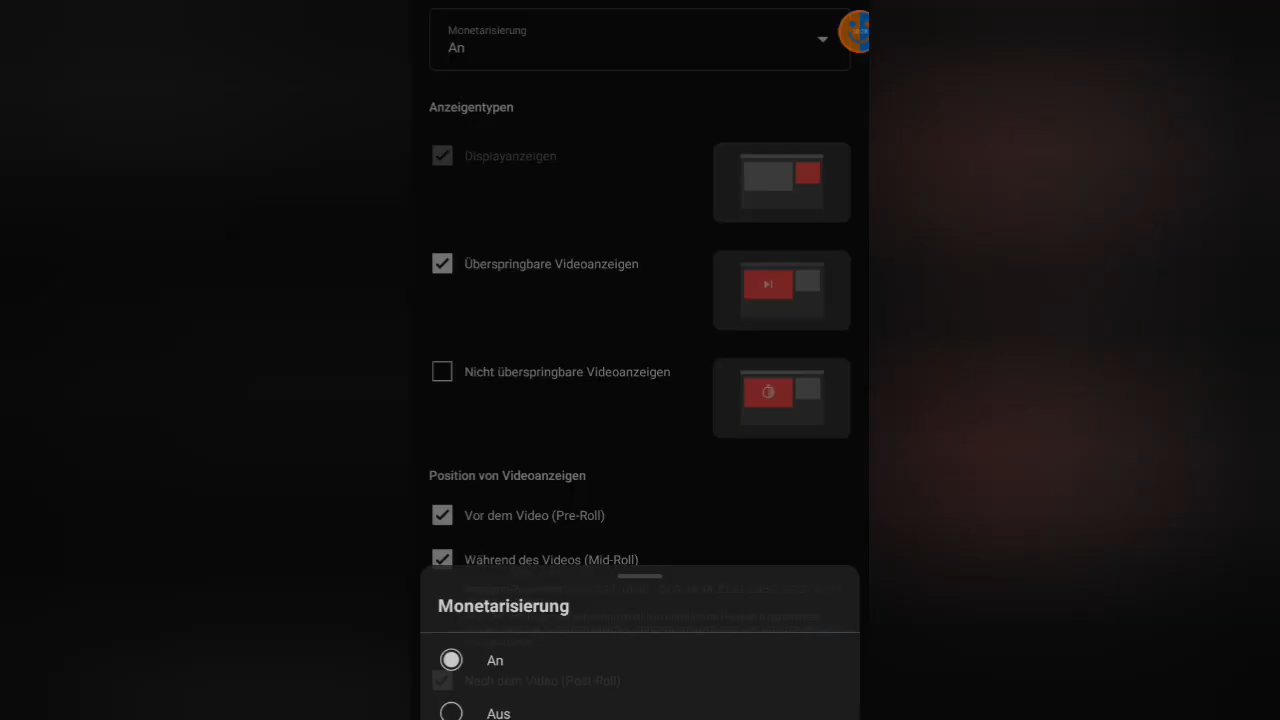 Monetarisierung
An
Anzeigentypen
Displayanzeigen
Überspringbare Videoanzeigen
Nicht überspringbare Videoanzeigen
Position von Videoanzeigen
Vor dem Video (Pre-Roll)
Während des Videos (Mid-Roll)
Monetarisierung
An
Nach dem Video (Post-Roll)
Aus